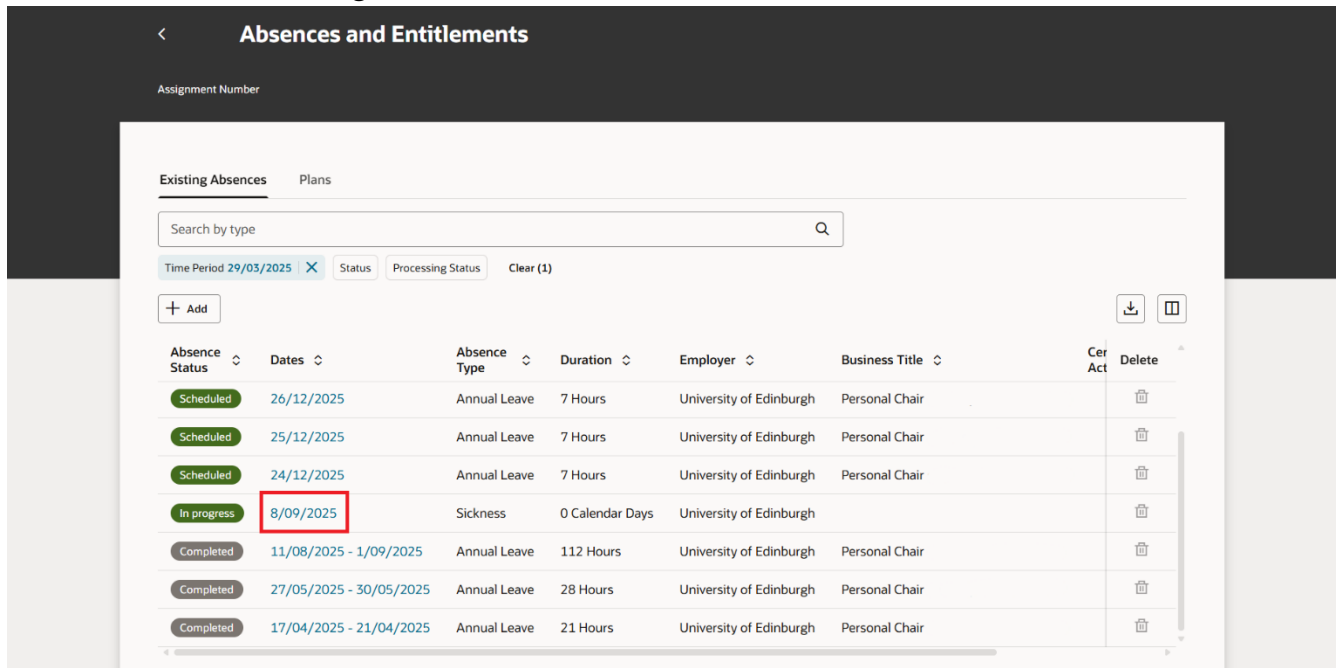 Absences and Entitlements
Assignment Number
Existing Absences Plans
Search by type
Time Period 29/03/2025 Status Processing Status Clear (1)
+ Add
Absence Status Dates Absence Type Duration Employer Business Title Cer Act Delete
Scheduled 26/12/2025 Annual Leave 7 Hours University of Edinburgh Personal Chair
Scheduled 25/12/2025 Annual Leave 7 Hours University of Edinburgh Personal Chair
Scheduled 24/12/2025 Annual Leave 7 Hours University of Edinburgh Personal Chair
In progress 8/09/2025 Sickness 0 Calendar Days University of Edinburgh
Completed 11/08/2025 - 1/09/2025 Annual Leave 112 Hours University of Edinburgh Personal Chair
Completed 27/05/2025 - 30/05/2025 Annual Leave 28 Hours University of Edinburgh Personal Chair
Completed 17/04/2025 - 21/04/2025 Annual Leave 21 Hours University of Edinburgh Personal Chair